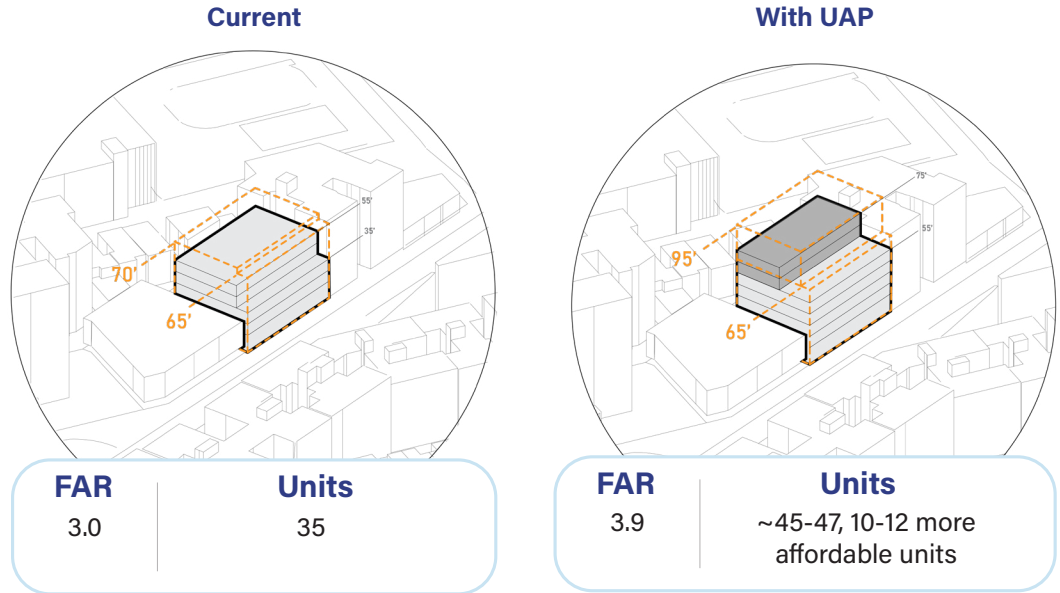 Current
55'
35'
70'
65'
FAR
Units
3.0
35
With UAP
75'
55'
95'
65'
FAR
Units
3.9
~45-47, 10-12 more
affordable units